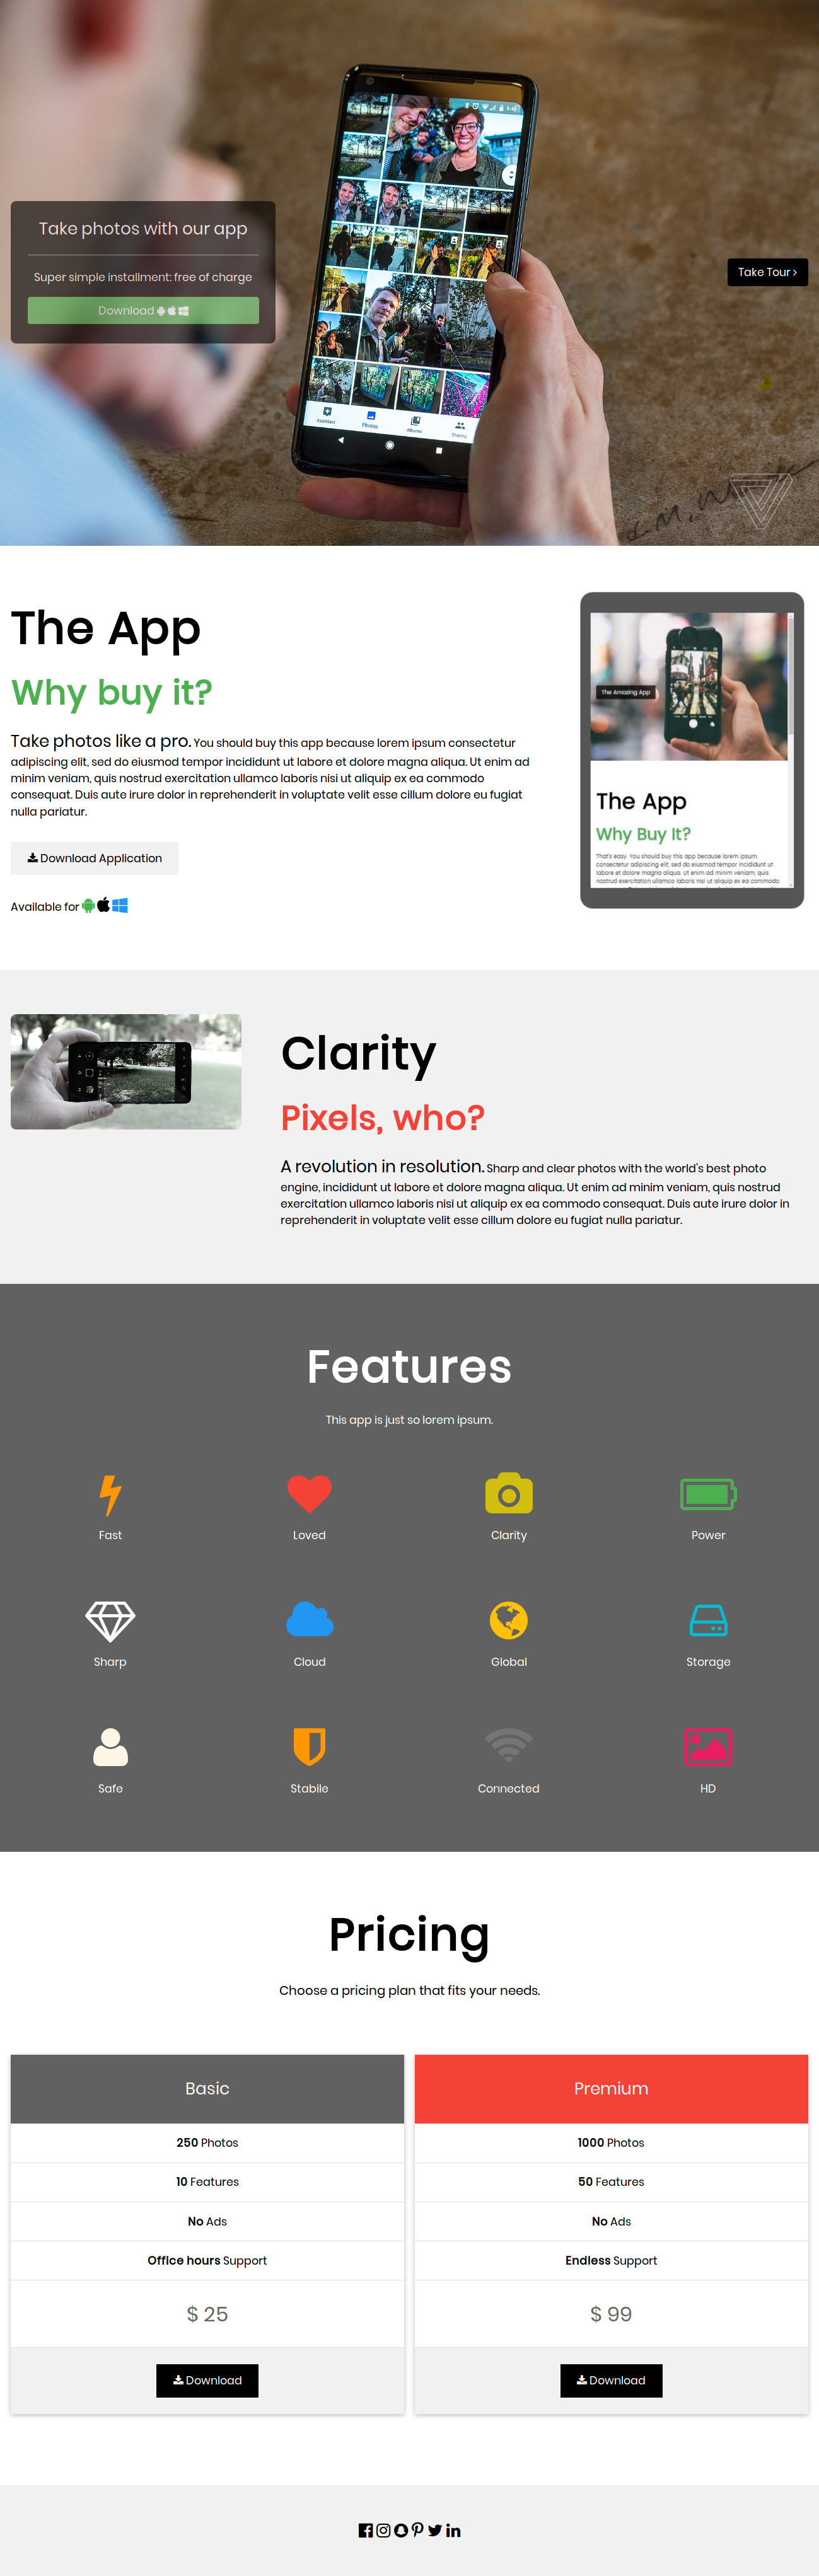 9:46
Take photos with our app
Super simple installment: free of charge
Download
Take Tour
Assistant
Photos
Albums
Sharing
The App
Why buy it?
Take photos like a pro. You should buy this app because lorem ipsum consectetur
adipiscing elit, sed do eiusmod tempor incididunt ut labore et dolore magna aliqua. Ut enim ad
minim veniam, quis nostrud exercitation ullamco laboris nisi ut aliquip ex ea commodo
consequat. Duis aute irure dolor in reprehenderit in voluptate velit esse cillum dolore eu fugiat
nulla pariatur.
Download Application
Available for
The Amazing App
The App
Why Buy It?
That's easy. You should buy this app because lorem ipsum
consectetur adipiscing elit, sed do eiusmod tempor incididunt ut
labore et dolore magna aliqua. Ut enim ad minim veniam, quis
nostrud exercitation ullamco laboris nisi ut aliquip ex ea commodo
Clarity
Pixels, who?
A revolution in resolution. Sharp and clear photos with the world's best photo
engine, incididunt ut labore et dolore magna aliqua. Ut enim ad minim veniam, quis nostrud
exercitation ullamco laboris nisi ut aliquip ex ea commodo consequat. Duis aute irure dolor in
reprehenderit in voluptate velit esse cillum dolore eu fugiat nulla pariatur.
Features
This app is just so lorem ipsum.
Fast
Loved
Clarity
Power
Sharp
Cloud
Global
Storage
Safe
Stabile
Connected
HD
Pricing
Choose a pricing plan that fits your needs.
Basic
250 Photos
10 Features
No Ads
Office hours Support
$ 25
Download
Premium
1000 Photos
50 Features
No Ads
Endless Support
$ 99
Download